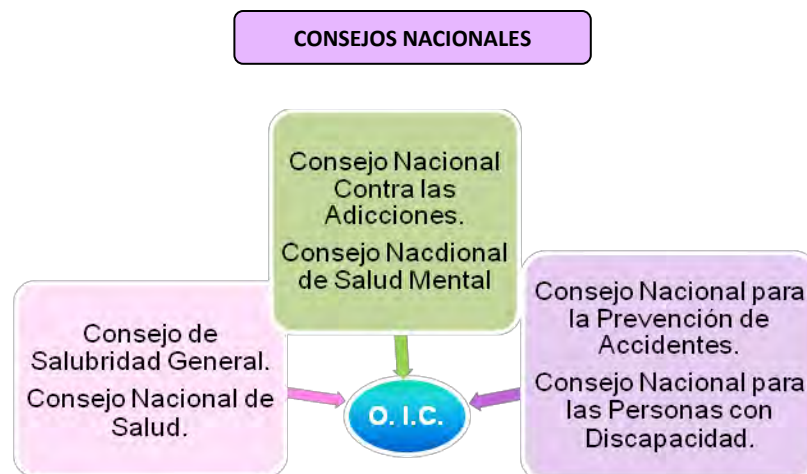 CONSEJOS NACIONALES
Consejo Nacional
Contra las
Adicciones.
Consejo Nacdional
de Salud Mental
Consejo de
Salubridad General.
Consejo Nacional de
Salud.
Consejo Nacional para
la Prevención de
Accidentes.
Consejo Nacional para
las Personas con
Discapacidad.
O. I.C.